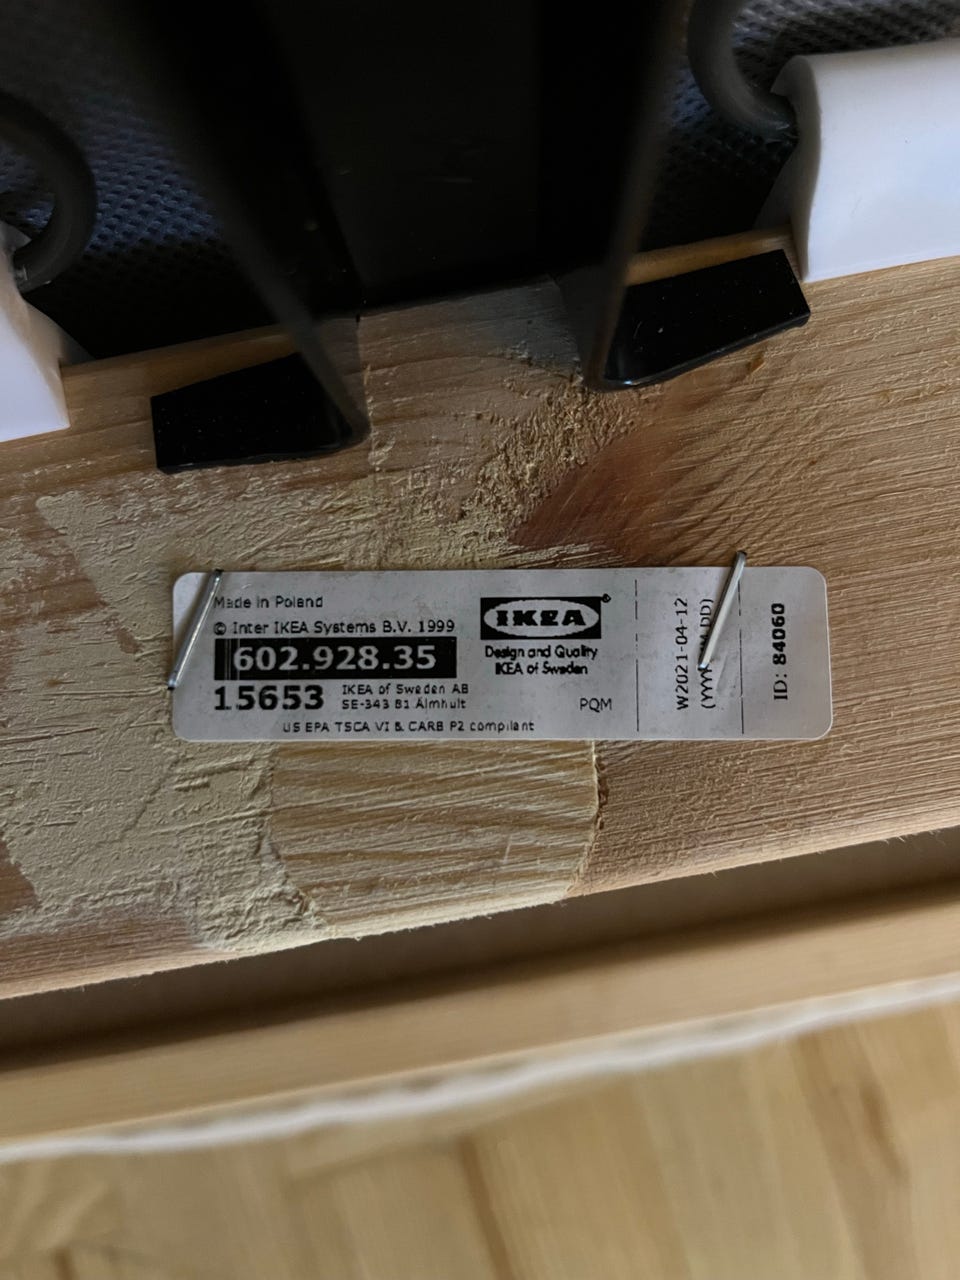 Made in Poland
© Inter IKEA Systems B.V. 1999
602.928.35
15653
IKEA of Sweden AB
SE-343 81 Älmhult
US EPA TSCA VI & CARB P2 compliant
IKEA®
Design and Quality
IKEA of Sweden
PQM
W2021-04-12
ID: 84060